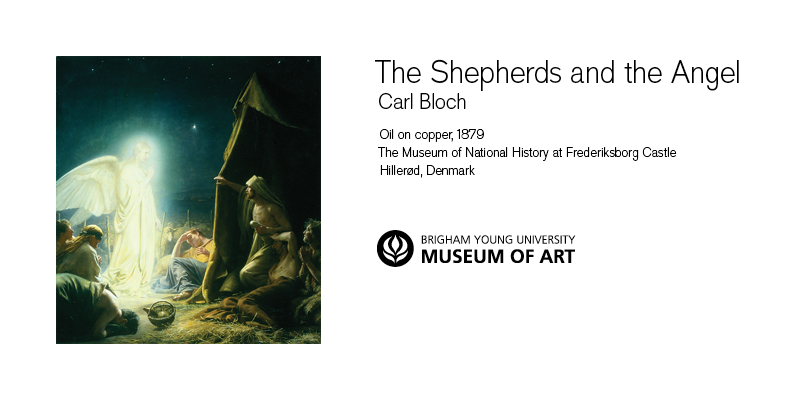 The Shepherds and the Angel
Carl Bloch
Oil on copper, 1879
The Museum of National History at Frederiksborg Castle
Hillerød, Denmark
BRIGHAM YOUNG UNIVERSITY
MUSEUM OF ART